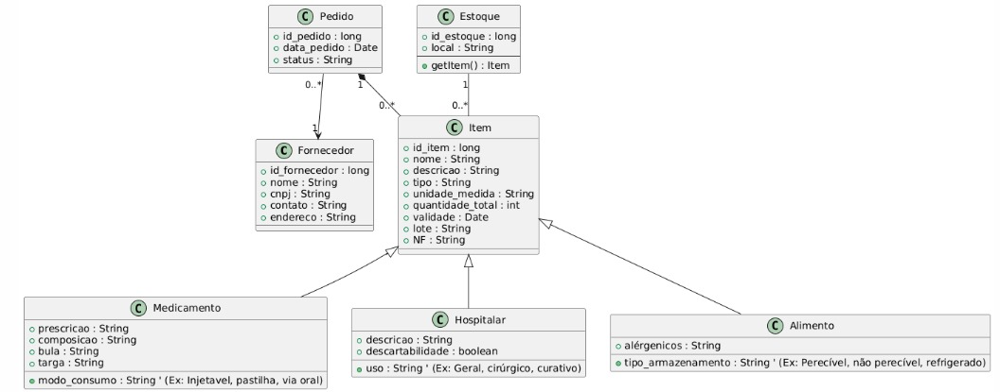 C Pedido
id_pedido : long
data_pedido : Date
status : String
C Estoque
id_estoque : long
local : String
getItem() : Item
0..*
1
1
0..*
0..*
1
C Fornecedor
id_fornecedor : long
nome : String
cnpj : String
contato : String
endereco : String
C Item
id_item : long
nome : String
descricao : String
tipo : String
unidade_medida : String
quantidade_total : int
validade : Date
lote : String
NF : String
C Medicamento
prescricao : String
composicao : String
bula : String
targa : String
modo_consumo : String ' (Ex: Injetavel, pastilha, via oral)
C Hospitalar
descricao : String
descartabilidade : boolean
uso : String ' (Ex: Geral, cirúrgico, curativo)
C Alimento
alérgenicos : String
tipo_armazenamento : String ' (Ex: Perecível, não perecível, refrigerado)